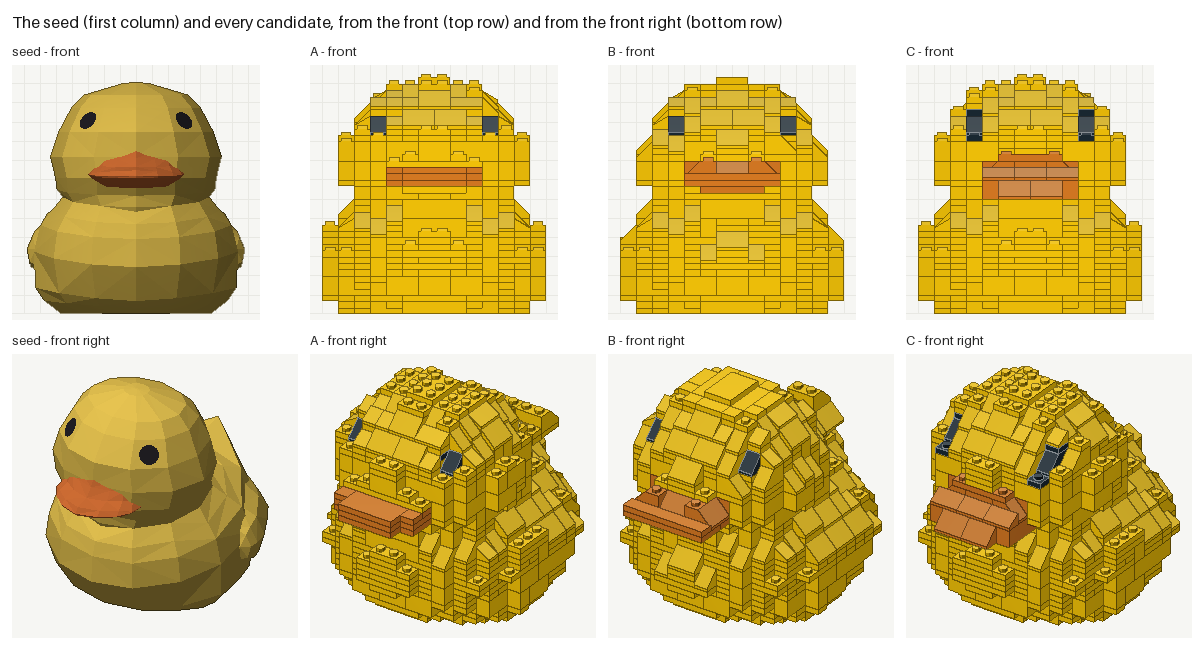 The seed (first column) and every candidate, from the front (top row) and from the front right (bottom row)
seed - front
A - front
B - front
C - front
seed - front right
A - front right
B - front right
C - front right